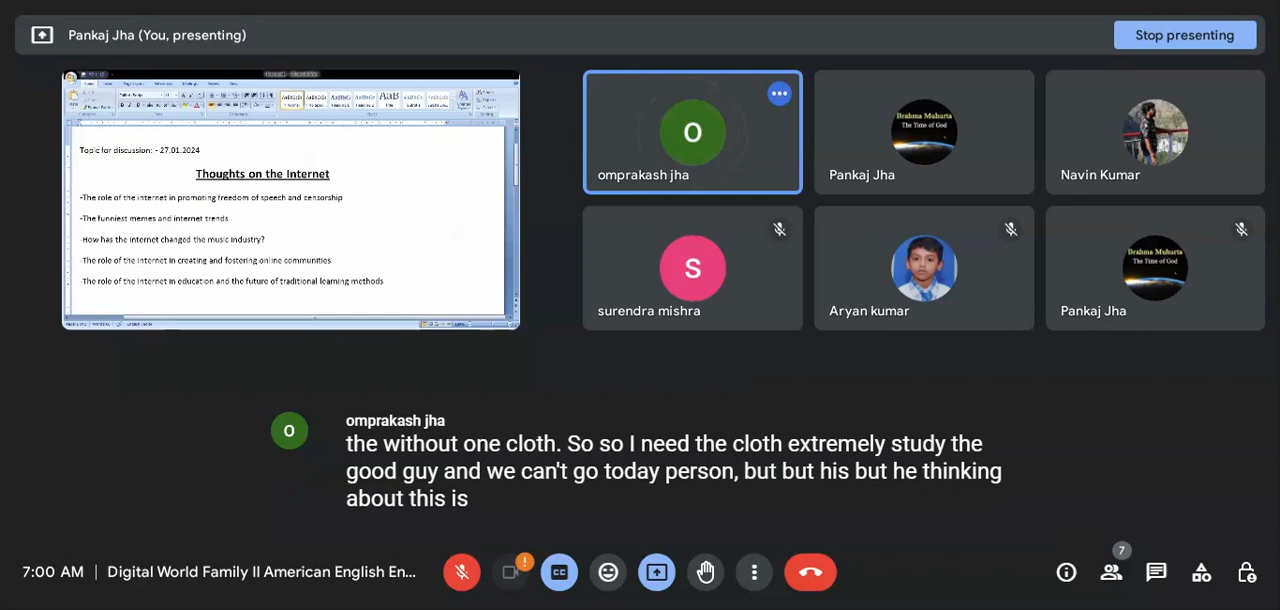 Pankaj Jha (You, presenting)
Stop presenting
Topic for discussion: - 27.01.2024
Thoughts on the Internet
-The role of the internet in promoting freedom of speech and censorship
-The funniest memes and internet trends
-How has the internet changed the music industry?
-The role of the internet in creating and fostering online communities
-The role of the internet in education and the future of traditional learning methods
O
omprakash jha
Brahma Muhurta
The Time of God
Pankaj Jha
Navin Kumar
S
surendra mishra
Aryan kumar
Brahma Muhurta
The Time of God
Pankaj Jha
O
omprakash jha
the without one cloth. So so I need the cloth extremely study the
good guy and we can't go today person, but but his but he thinking
about this is
7:00 AM | Digital World Family II American English En...
CC
7